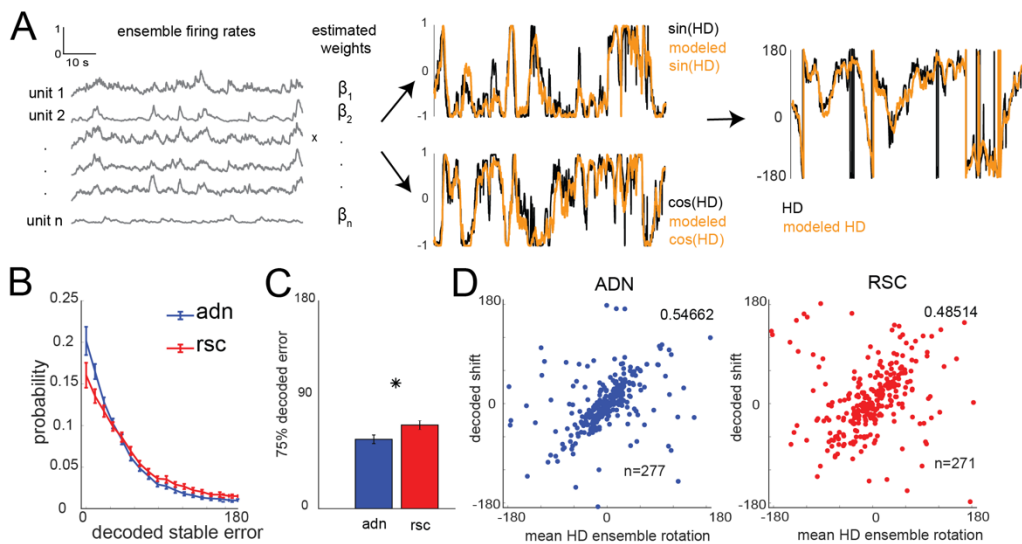 A
1
10 s
ensemble firing rates
unit 1
unit 2
.
.
.
unit n
estimated
weights
β1
β2
x
.
.
.
βn
1
0
-1
sin(HD)
modeled
sin(HD)
1
0
-1
cos(HD)
modeled
cos(HD)
180
0
-180
HD
modeled HD
B
0.25
0.2
0.15
0.1
0.05
0
probability
adn
rsc
0
180
decoded stable error
C
180
90
0
75% decoded error
*
adn
rsc
D
ADN
180
0
-180
decoded shift
0.54662
n=277
-180
0
180
mean HD ensemble rotation
RSC
180
0
-180
decoded shift
0.48514
n=271
-180
0
180
mean HD ensemble rotation